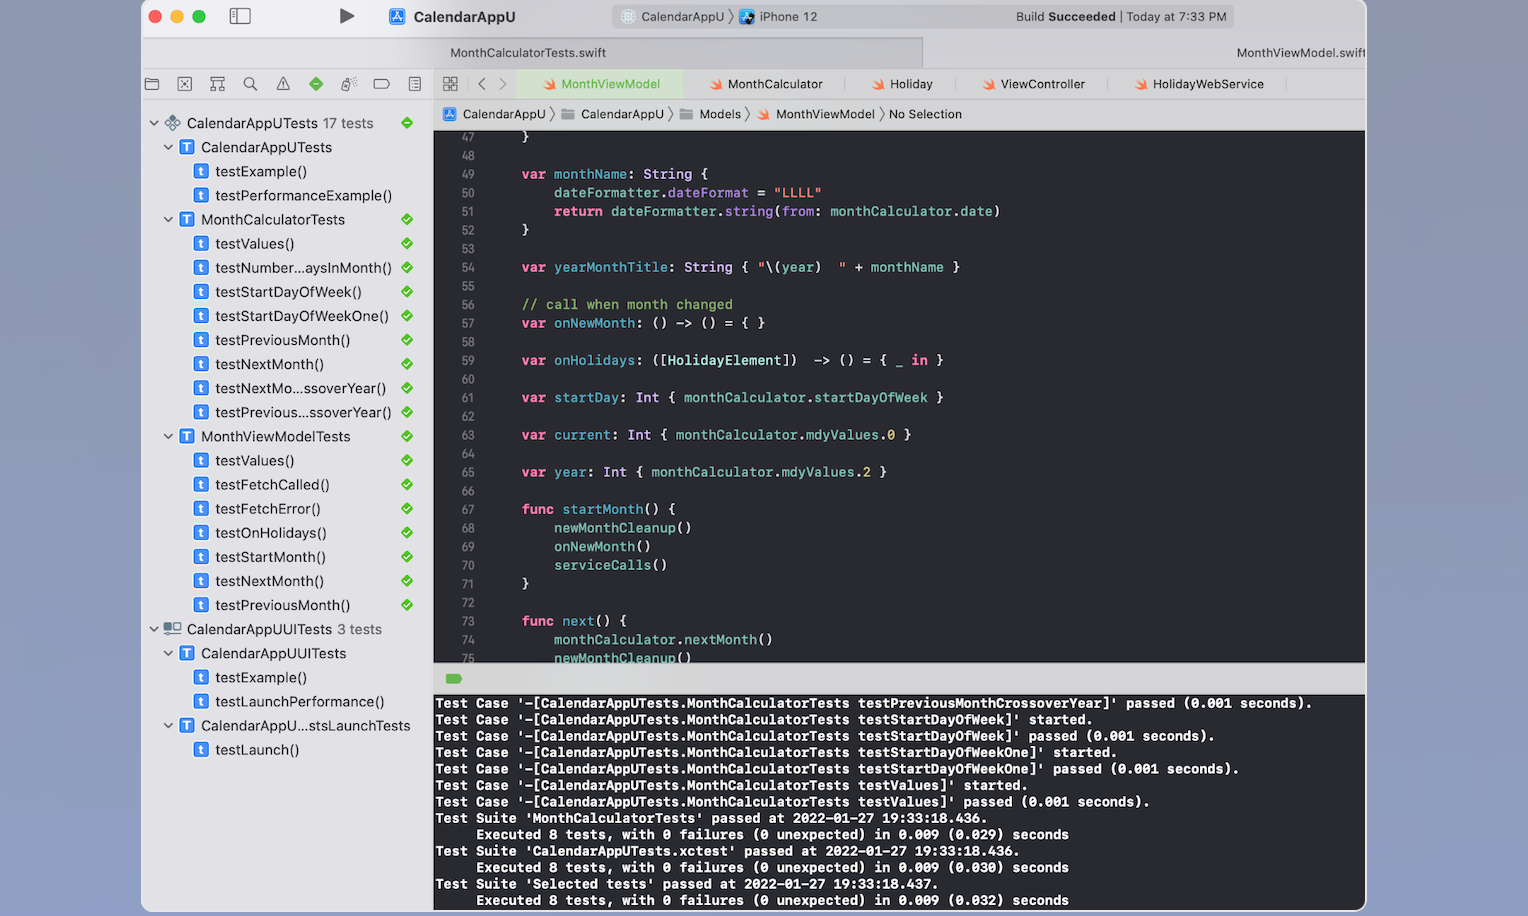 CalendarAppU
CalendarAppU 〉 iPhone 12
Build Succeeded | Today at 7:33 PM
MonthCalculatorTests.swift
MonthViewModel.swift
MonthViewModel
MonthCalculator
Holiday
ViewController
HolidayWebService
CalendarAppU 〉 CalendarAppU 〉 Models 〉 MonthViewModel 〉 No Selection
CalendarAppUTests 17 tests
T CalendarAppUTests
t testExample()
t testPerformanceExample()
T MonthCalculatorTests
t testValues()
t testNumber...aysInMonth()
t testStartDayOfWeek()
t testStartDayOfWeekOne()
t testPreviousMonth()
t testNextMonth()
t testNextMo...ssoverYear()
t testPrevious...ssoverYear()
T MonthViewModelTests
t testValues()
t testFetchCalled()
t testFetchError()
t testOnHolidays()
t testStartMonth()
t testNextMonth()
t testPreviousMonth()
CalendarAppUUITests 3 tests
T CalendarAppUUITests
t testExample()
t testLaunchPerformance()
T CalendarAppU...stsLaunchTests
t testLaunch()
47 }
48
49 var monthName: String {
50 dateFormatter.dateFormat = "LLLL"
51 return dateFormatter.string(from: monthCalculator.date)
52 }
53
54 var yearMonthTitle: String { "\(year)  " + monthName }
55
56 // call when month changed
57 var onNewMonth: () -> () = { }
58
59 var onHolidays: ([HolidayElement])  -> () = { _ in }
60
61 var startDay: Int { monthCalculator.startDayOfWeek }
62
63 var current: Int { monthCalculator.mdyValues.0 }
64
65 var year: Int { monthCalculator.mdyValues.2 }
66
67 func startMonth() {
68 newMonthCleanup()
69 onNewMonth()
70 serviceCalls()
71 }
72
73 func next() {
74 monthCalculator.nextMonth()
75 newMonthCleanup()
Test Case '-[CalendarAppUTests.MonthCalculatorTests testPreviousMonthCrossoverYear]' passed (0.001 seconds).
Test Case '-[CalendarAppUTests.MonthCalculatorTests testStartDayOfWeek]' started.
Test Case '-[CalendarAppUTests.MonthCalculatorTests testStartDayOfWeek]' passed (0.001 seconds).
Test Case '-[CalendarAppUTests.MonthCalculatorTests testStartDayOfWeekOne]' started.
Test Case '-[CalendarAppUTests.MonthCalculatorTests testStartDayOfWeekOne]' passed (0.001 seconds).
Test Case '-[CalendarAppUTests.MonthCalculatorTests testValues]' started.
Test Case '-[CalendarAppUTests.MonthCalculatorTests testValues]' passed (0.001 seconds).
Test Suite 'MonthCalculatorTests' passed at 2022-01-27 19:33:18.436.
Executed 8 tests, with 0 failures (0 unexpected) in 0.009 (0.029) seconds
Test Suite 'CalendarAppUTests.xctest' passed at 2022-01-27 19:33:18.436.
Executed 8 tests, with 0 failures (0 unexpected) in 0.009 (0.030) seconds
Test Suite 'Selected tests' passed at 2022-01-27 19:33:18.437.
Executed 8 tests, with 0 failures (0 unexpected) in 0.009 (0.032) seconds